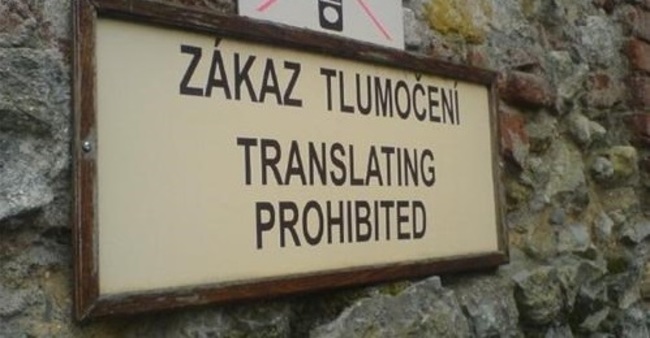 ZÁKAZ TLUMOČENÍ
TRANSLATING
PROHIBITED